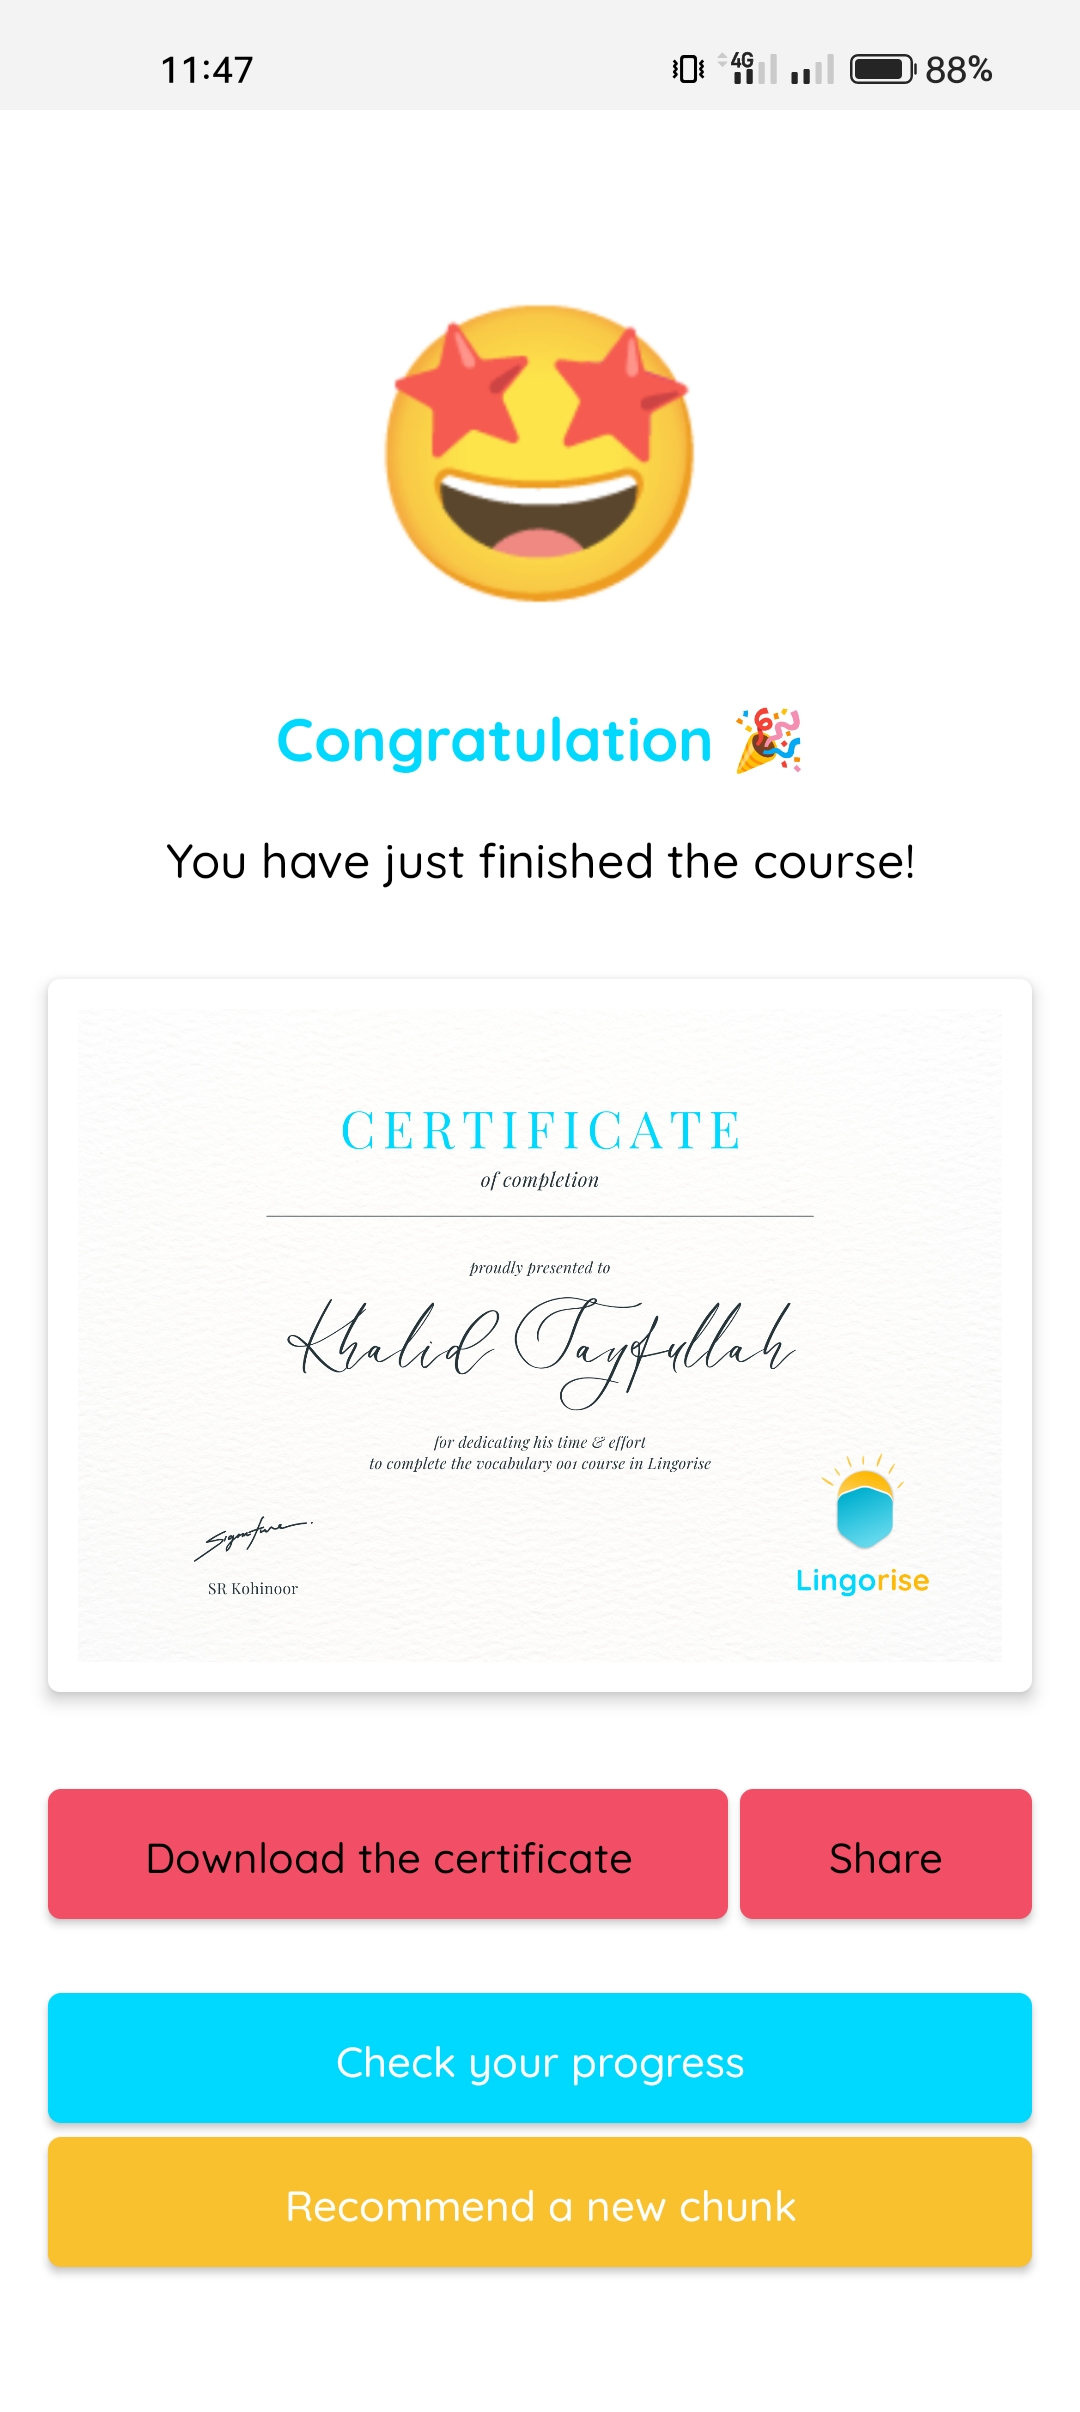 11:47
4G
88%
Congratulation 🎉
You have just finished the course!
CERTIFICATE
of completion
proudly presented to
Khalid Tayfullah
for dedicating his time & effort
to complete the vocabulary 001 course in Lingorise
Signature
SR Kohinoor
Lingorise
Download the certificate
Share
Check your progress
Recommend a new chunk